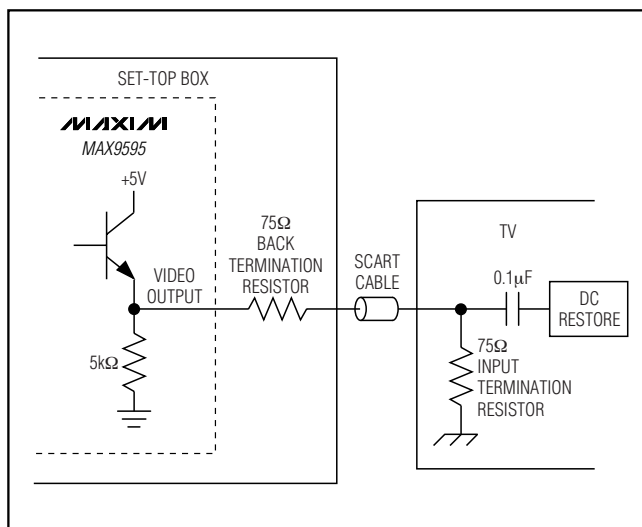 SET-TOP BOX
MAXIM
MAX9595
+5V
VIDEO
OUTPUT
5kΩ
75Ω
BACK
TERMINATION
RESISTOR
SCART
CABLE
TV
0.1µF
DC
RESTORE
75Ω
INPUT
TERMINATION
RESISTOR